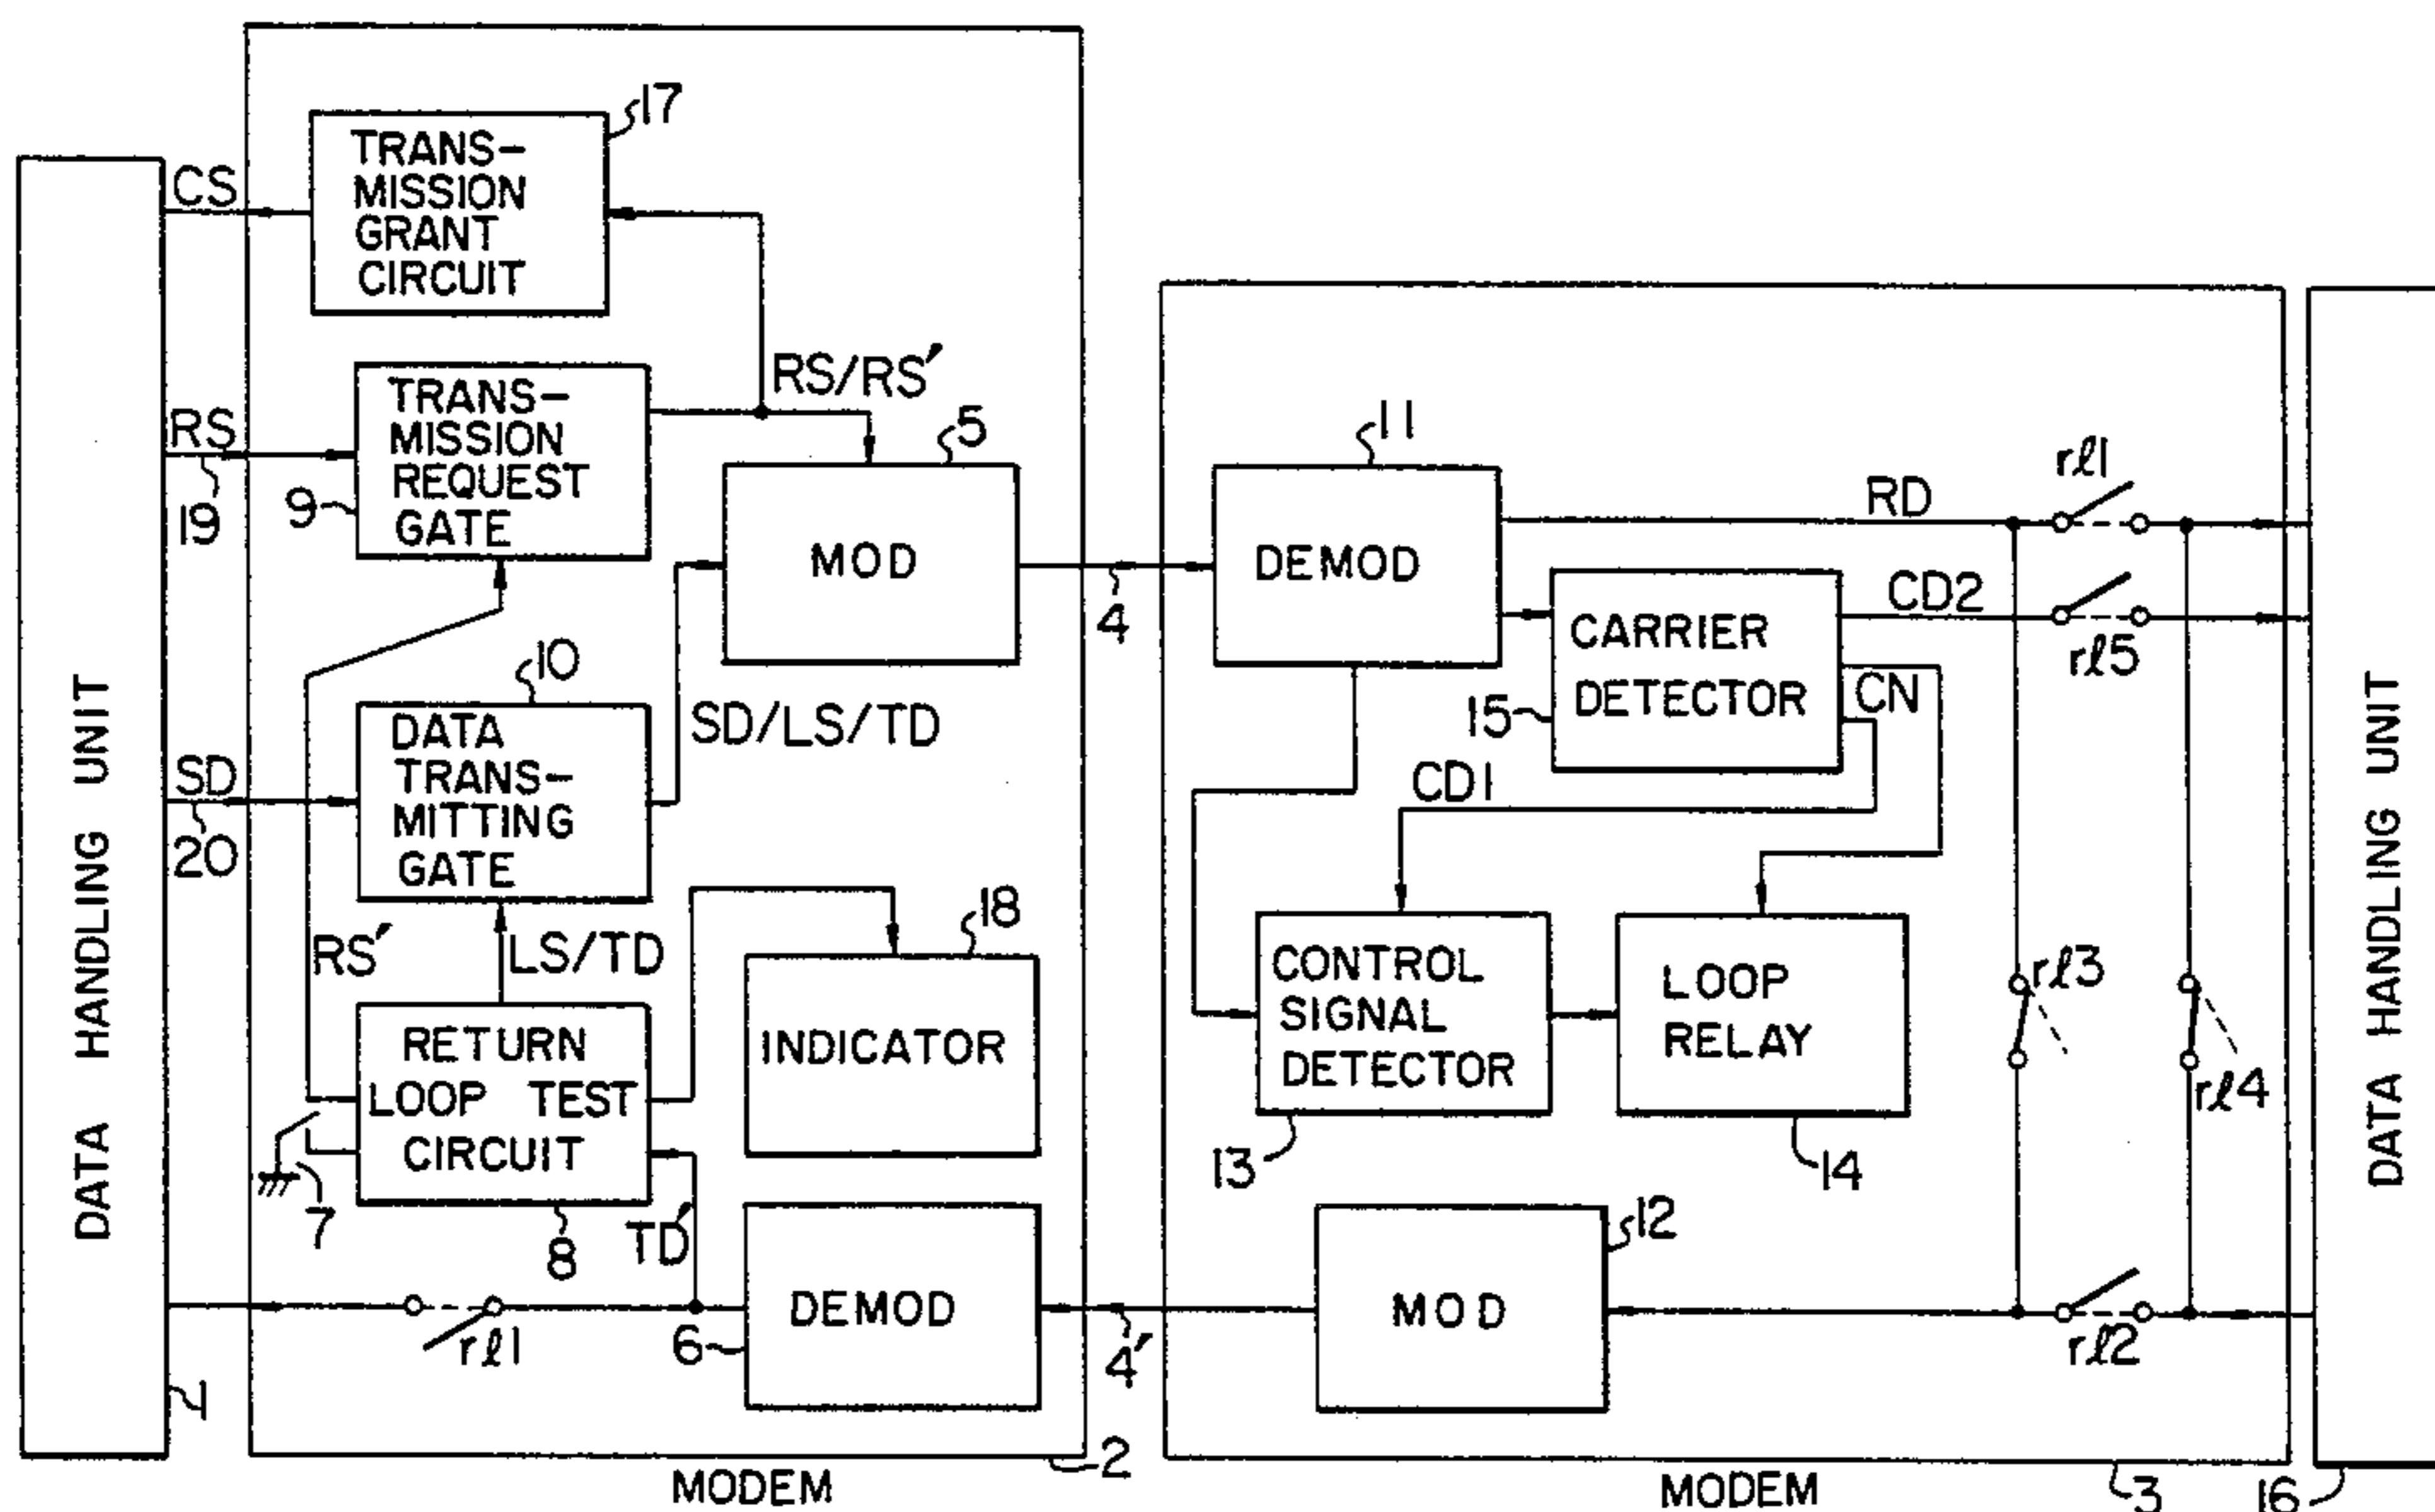 17
TRANS-
MISSION
GRANT
CIRCUIT
CS
RS/RS′
TRANS-
MISSION
REQUEST
GATE
RS
19
9
5
MOD
4
10
DATA
TRANS-
MITTING
GATE
SD
20
SD/LS/TD
RS′
LS/TD
18
INDICATOR
RETURN
LOOP TEST
CIRCUIT
7
8
TD′
DEMOD
6
rℓ1
4′
DATA HANDLING UNIT
1
2
MODEM
11
DEMOD
RD
rℓ1
CD2
rℓ5
CARRIER
DETECTOR
15
CN
CD1
CONTROL
SIGNAL
DETECTOR
13
LOOP
RELAY
14
rℓ3
rℓ4
12
MOD
rℓ2
MODEM
3
DATA HANDLING UNIT
16